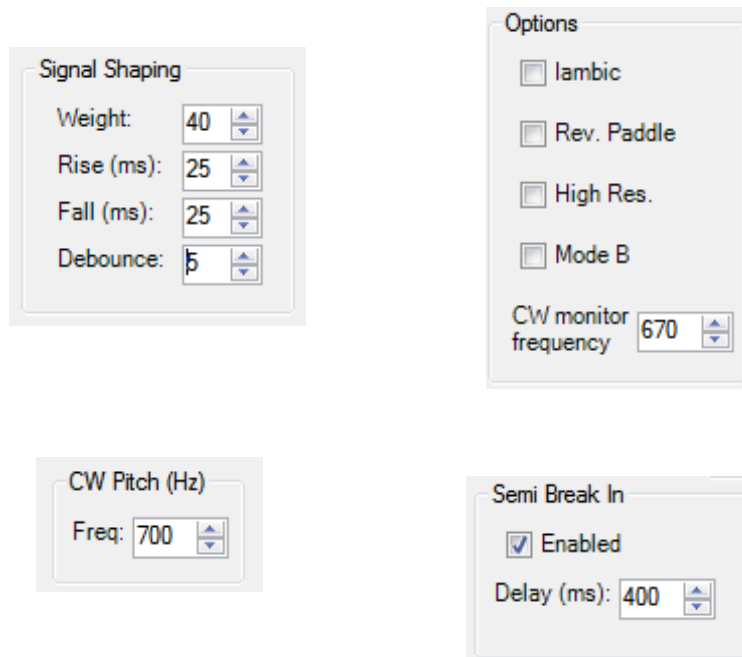 Signal Shaping
Weight: 40
Rise (ms): 25
Fall (ms): 25
Debounce: 5
Options
Iambic
Rev. Paddle
High Res.
Mode B
CW monitor
frequency 670
CW Pitch (Hz)
Freq: 700
Semi Break In
Enabled
Delay (ms): 400